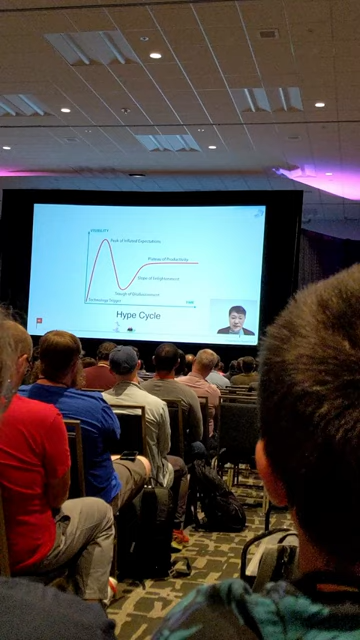 VISIBILITY
Peak of Inflated Expectations
Plateau of Productivity
Slope of Enlightenment
Trough of Disillusionment
Technology Trigger
TIME
Hype Cycle